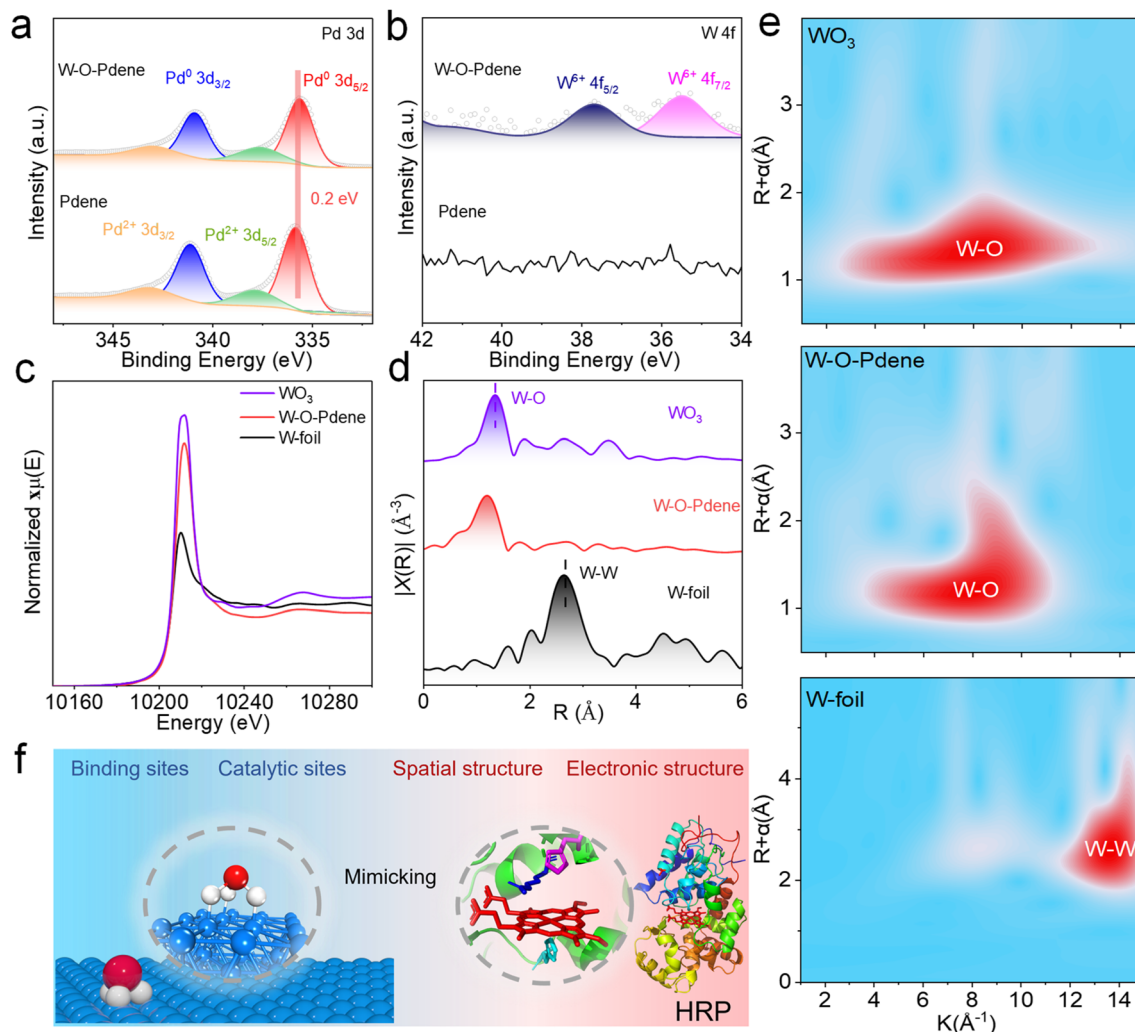 a
Pd 3d
W-O-Pdene
Pd⁰ 3d₃/₂
Pd⁰ 3d₅/₂
Pdene
0.2 eV
Pd²⁺ 3d₃/₂
Pd²⁺ 3d₅/₂
Intensity (a.u.)
345 340 335
Binding Energy (eV)
b
W 4f
W-O-Pdene
W⁶⁺ 4f₅/₂
W⁶⁺ 4f₇/₂
Pdene
Intensity (a.u.)
42 40 38 36 34
Binding Energy (eV)
c
WO₃
W-O-Pdene
W-foil
Normalized xμ(E)
10160 10200 10240 10280
Energy (eV)
d
W-O
WO₃
W-O-Pdene
W-W
W-foil
|X(R)| (Å⁻³)
0 2 4 6
R (Å)
e
WO₃
W-O
R+α(Å)
3
2
1
W-O-Pdene
W-O
R+α(Å)
3
2
1
W-foil
W-W
R+α(Å)
4
2
0
2 4 6 8 10 12 14
K(Å⁻¹)
f
Binding sites
Catalytic sites
Spatial structure
Electronic structure
Mimicking
HRP